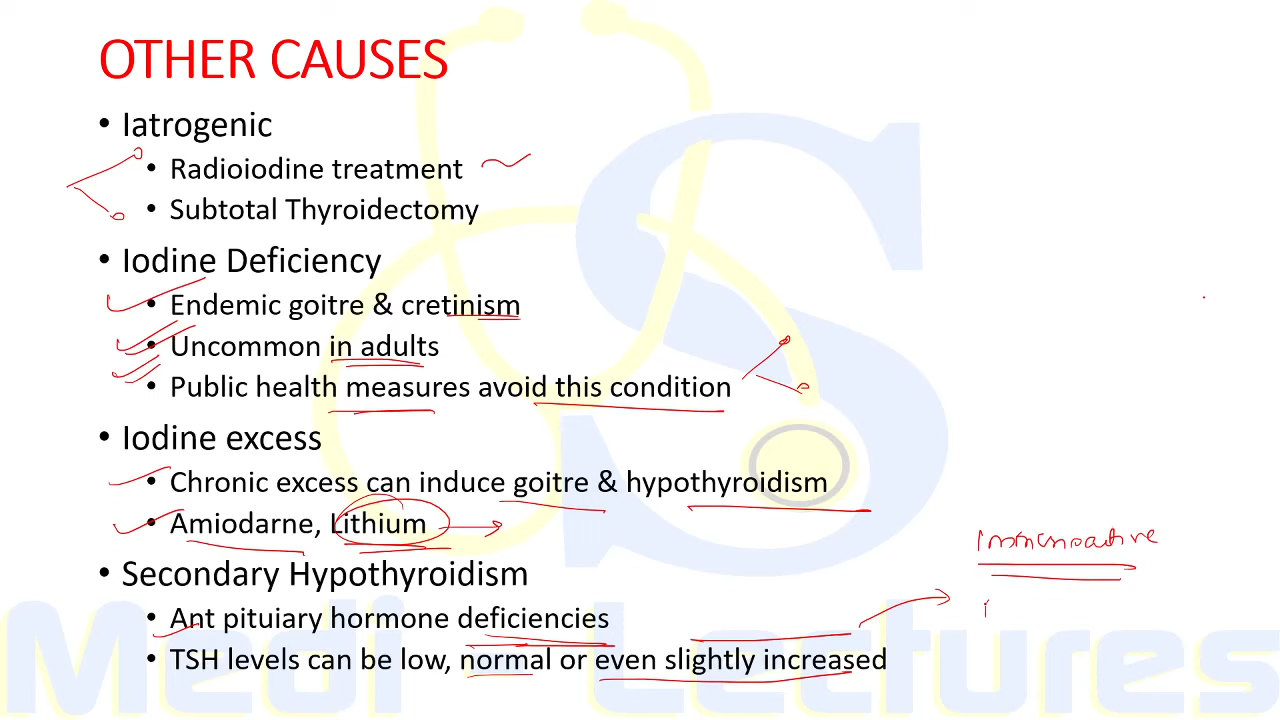 OTHER CAUSES
• Iatrogenic
• Radioiodine treatment
• Subtotal Thyroidectomy
• Iodine Deficiency
• Endemic goitre & cretinism
• Uncommon in adults
• Public health measures avoid this condition
• Iodine excess
• Chronic excess can induce goitre & hypothyroidism
• Amiodarne, Lithium
Immunoactive
• Secondary Hypothyroidism
• Ant pituiary hormone deficiencies
• TSH levels can be low, normal or even slightly increased
Medi Lectures